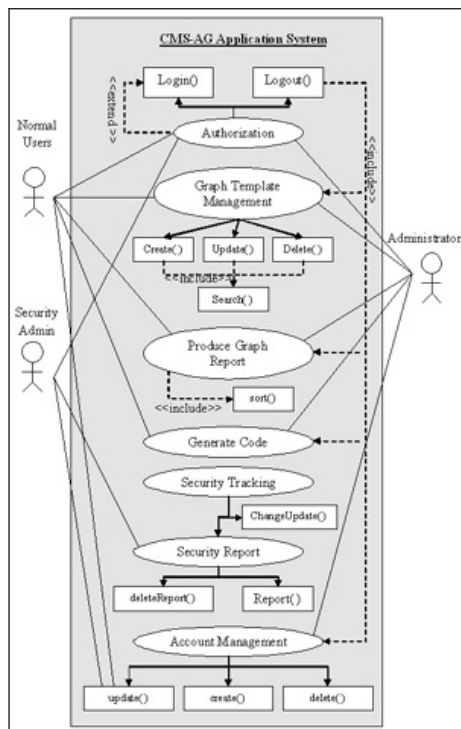 CMS-AG Application System
Login()
Logout()
<<extend>>
Authorization
Normal
Users
<<include>>
Graph Template
Management
Create()
Update()
Delete()
<<include>>
Search()
Administrator
Security
Admin
Produce Graph
Report
<<include>>
sort()
Generate Code
Security Tracking
ChangeUpdate()
Security Report
deleteReport()
Report()
Account Management
update()
create()
delete()